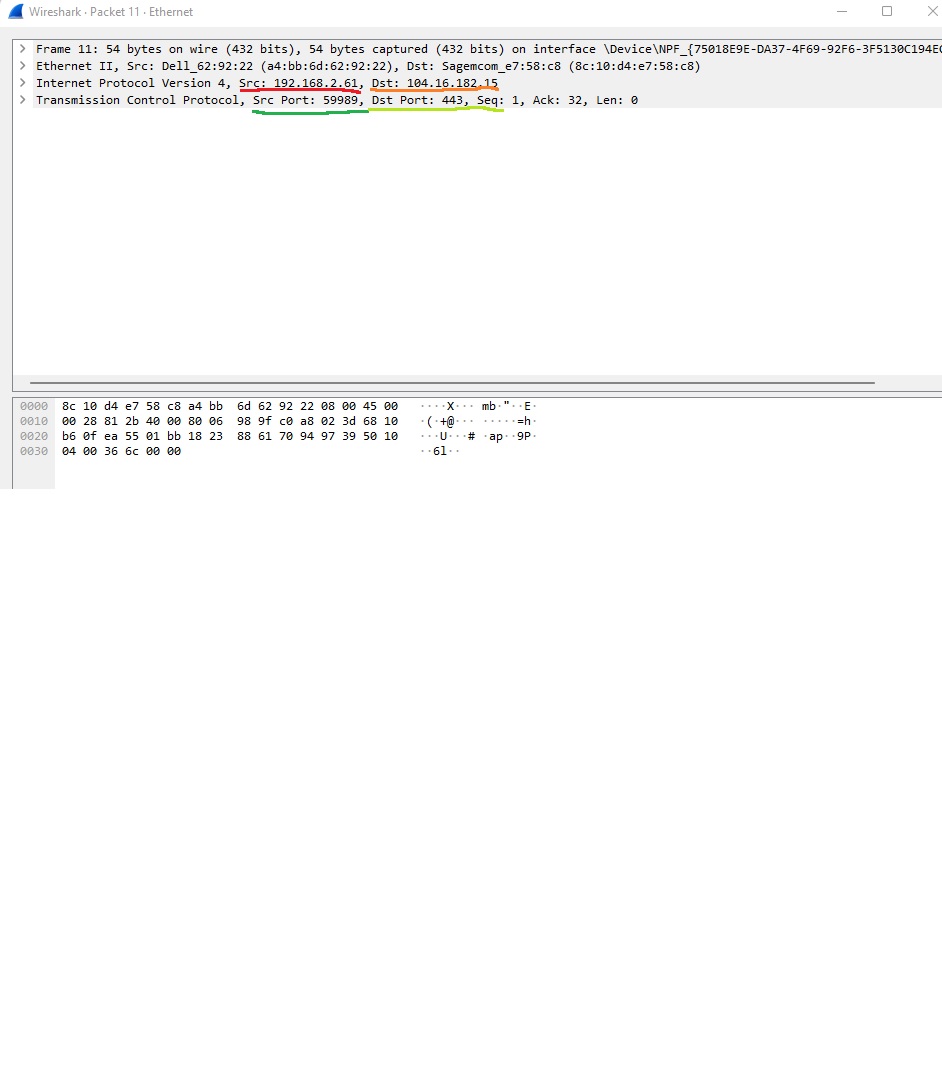 Wireshark · Packet 11 · Ethernet
Frame 11: 54 bytes on wire (432 bits), 54 bytes captured (432 bits) on interface \Device\NPF_{75018E9E-DA37-4F69-92F6-3F5130C194EC
Ethernet II, Src: Dell_62:92:22 (a4:bb:6d:62:92:22), Dst: Sagemcom_e7:58:c8 (8c:10:d4:e7:58:c8)
Internet Protocol Version 4, Src: 192.168.2.61, Dst: 104.16.182.15
Transmission Control Protocol, Src Port: 59989, Dst Port: 443, Seq: 1, Ack: 32, Len: 0
0000 8c 10 d4 e7 58 c8 a4 bb 6d 62 92 22 08 00 45 00 ····X··· mb·"··E·
0010 00 28 81 2b 40 00 80 06 98 9f c0 a8 02 3d 68 10 ·(·+@··· ·····=h·
0020 b6 0f ea 55 01 bb 18 23 88 61 70 94 97 39 50 10 ···U···# ·ap··9P·
0030 04 00 36 6c 00 00 ··6l··